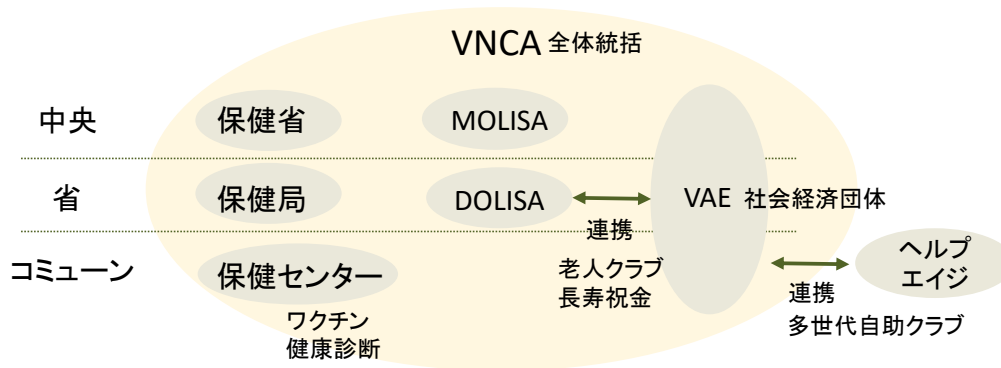 VNCA 全体統括
中央
保健省
MOLISA
省
保健局
DOLISA
VAE 社会経済団体
連携
コミューン
保健センター
老人クラブ
長寿祝金
ヘルプ
エイジ
連携
ワクチン
健康診断
多世代自助クラブ